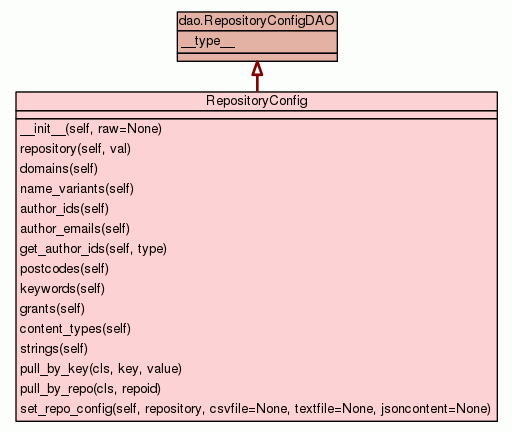 dao.RepositoryConfigDAO
__type__
RepositoryConfig
__init__(self, raw=None)
repository(self, val)
domains(self)
name_variants(self)
author_ids(self)
author_emails(self)
get_author_ids(self, type)
postcodes(self)
keywords(self)
grants(self)
content_types(self)
strings(self)
pull_by_key(cls, key, value)
pull_by_repo(cls, repoid)
set_repo_config(self, repository, csvfile=None, textfile=None, jsoncontent=None)